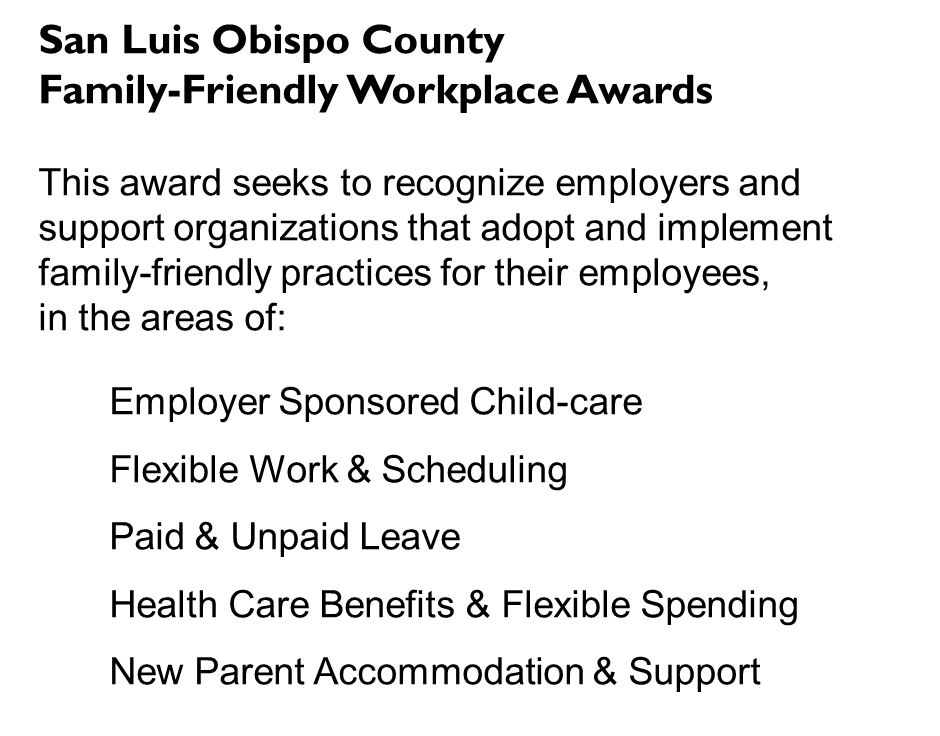 San Luis Obispo County
Family-Friendly Workplace Awards
This award seeks to recognize employers and
support organizations that adopt and implement
family-friendly practices for their employees,
in the areas of:
Employer Sponsored Child-care
Flexible Work & Scheduling
Paid & Unpaid Leave
Health Care Benefits & Flexible Spending
New Parent Accommodation & Support